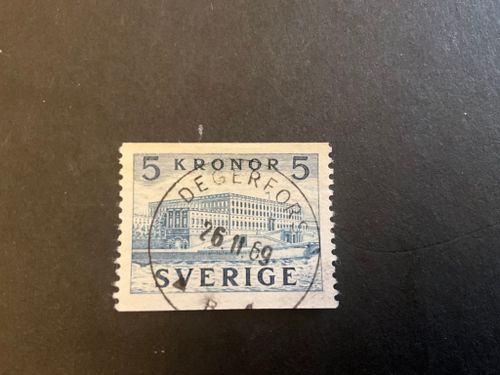 5 KRONOR 5
DEGERFORS
26.11.69
SVERIGE